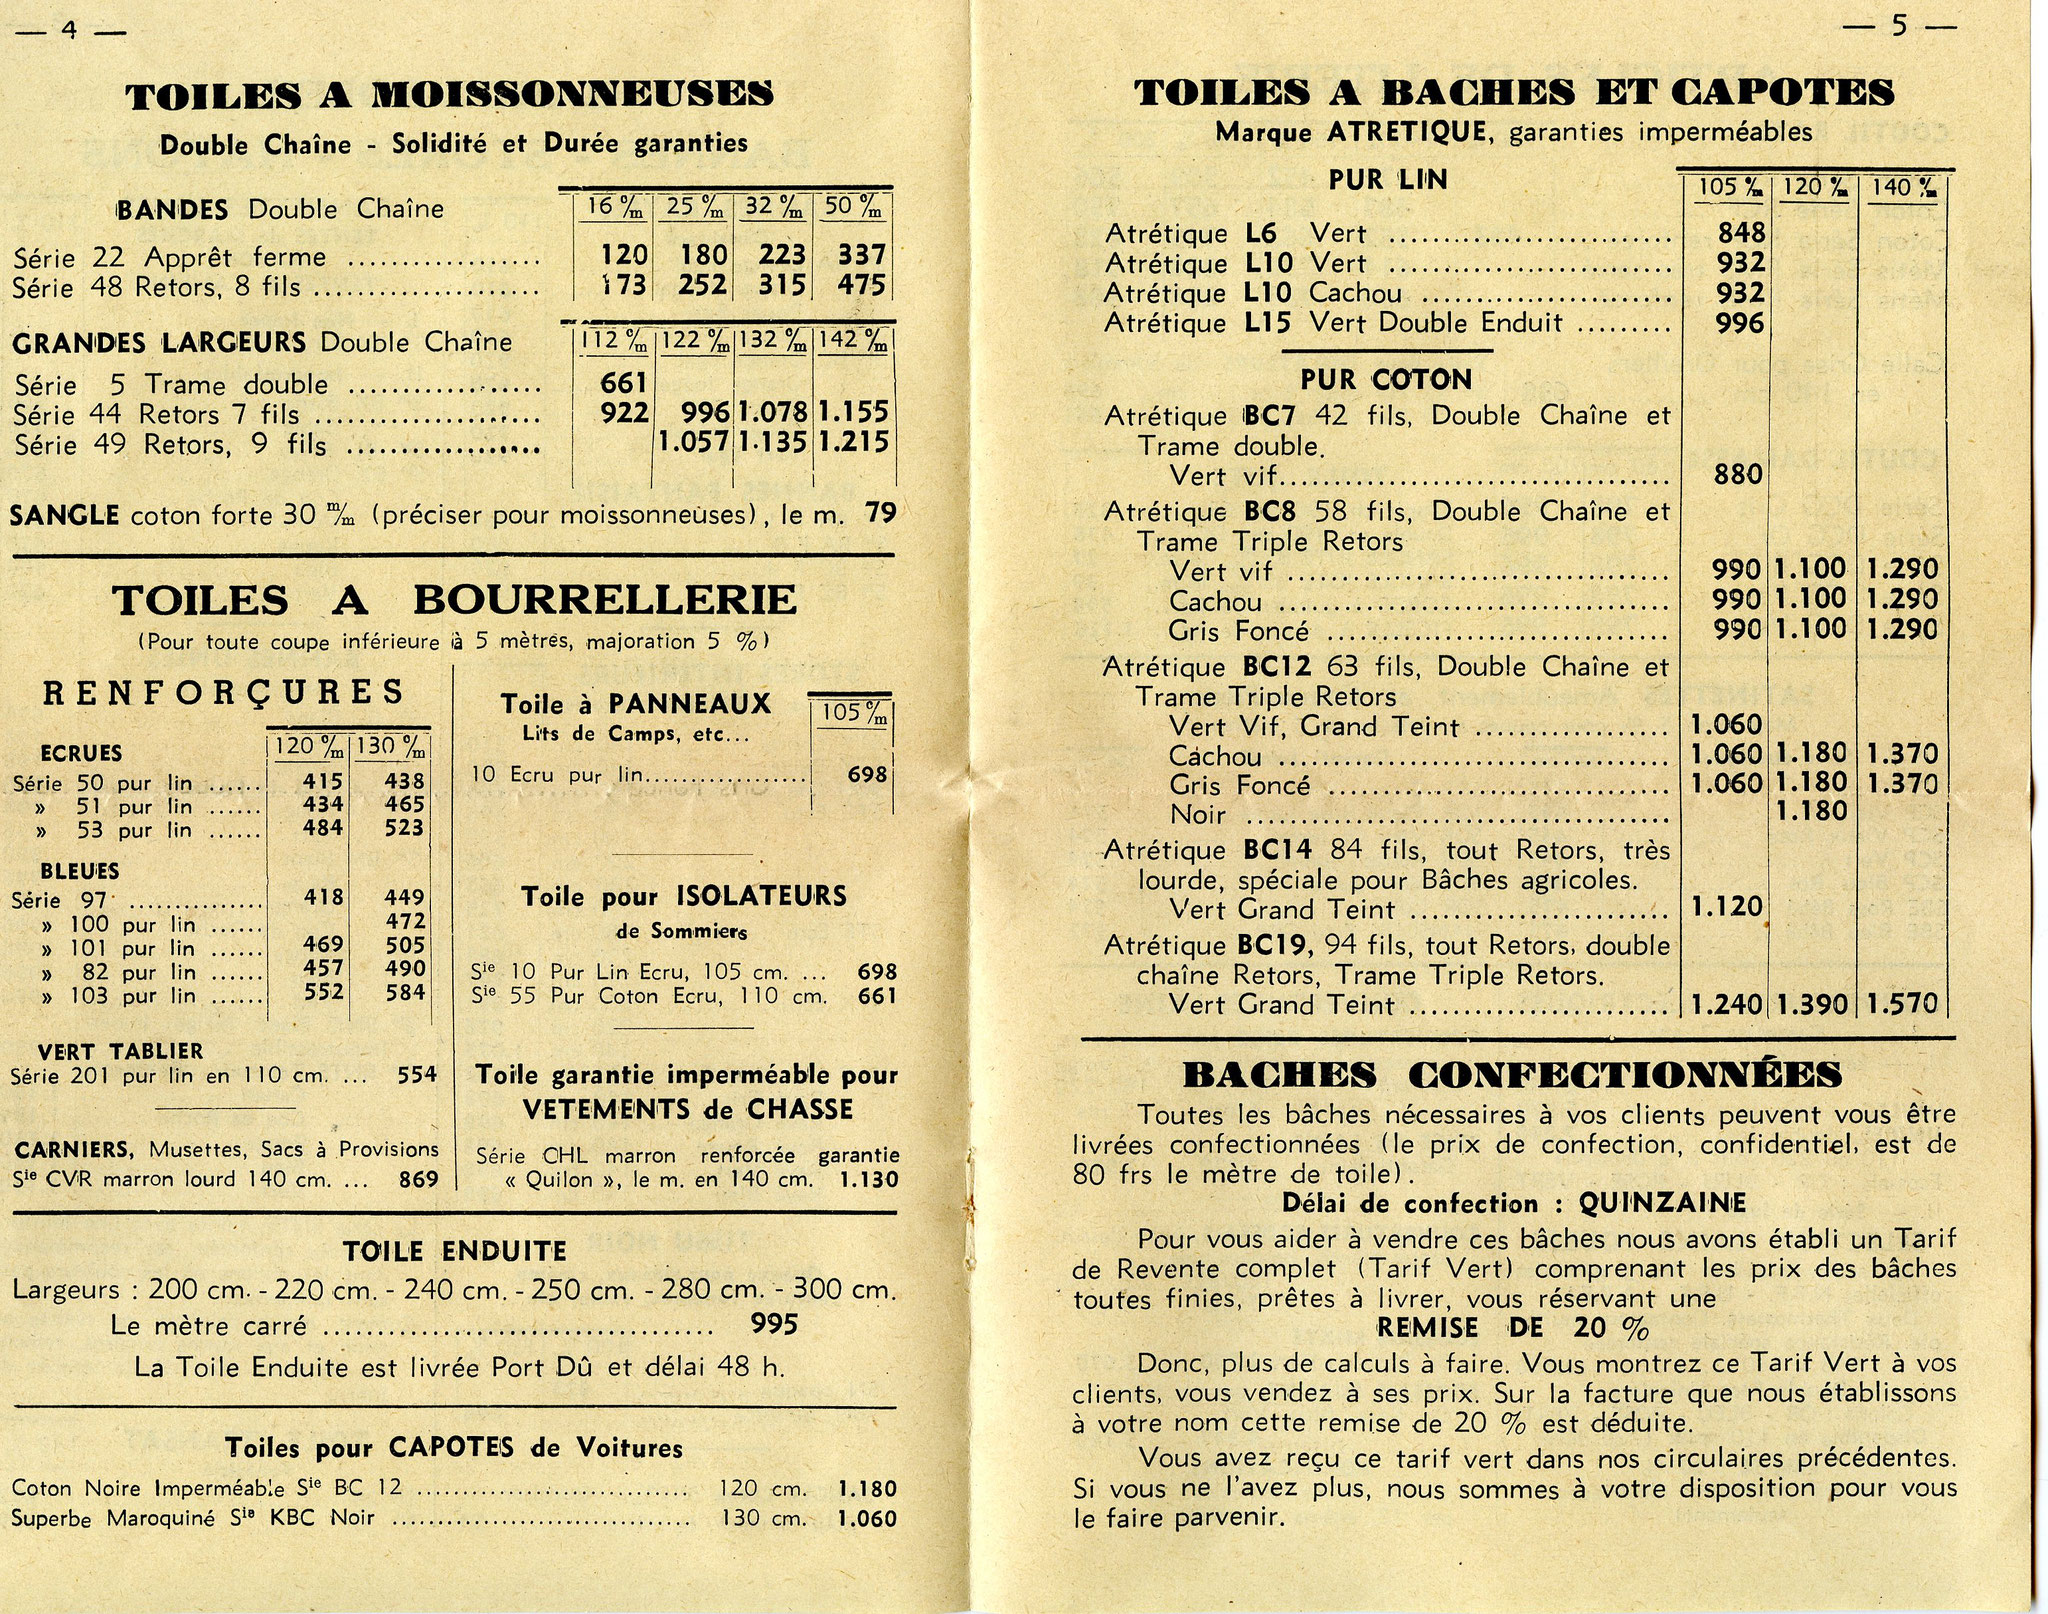 — 4 —
TOILES A MOISSONNEUSES
Double Chaîne - Solidité et Durée garanties
BANDES Double Chaîne 16 c/m 25 c/m 32 c/m 50 c/m
Série 22 Apprêt ferme .................. 120 180 223 337
Série 48 Retors, 8 fils ..................... 173 252 315 475
GRANDES LARGEURS Double Chaîne 112 c/m 122 c/m 132 c/m 142 c/m
Série 5 Trame double .................. 661
Série 44 Retors 7 fils ..................... 922 996 1.078 1.155
Série 49 Retors, 9 fils .................. 1.057 1.135 1.215
SANGLE coton forte 30 m/m (préciser pour moissonneuses), le m. 79
TOILES A BOURRELLERIE
(Pour toute coupe inférieure à 5 mètres, majoration 5 %)
RENFORÇURES
120 c/m 130 c/m
ECRUES
Série 50 pur lin ...... 415 438
» 51 pur lin ...... 434 465
» 53 pur lin ...... 484 523
BLEUES
Série 97 ............... 418 449
» 100 pur lin ...... 472
» 101 pur lin ...... 469 505
» 82 pur lin ...... 457 490
» 103 pur lin ...... 552 584
VERT TABLIER
Série 201 pur lin en 110 cm. ... 554
CARNIERS, Musettes, Sacs à Provisions
Sie CVR marron lourd 140 cm. ... 869
Toile à PANNEAUX 105 c/m
Lits de Camps, etc...
10 Ecru pur lin.................. 698
Toile pour ISOLATEURS
de Sommiers
Sie 10 Pur Lin Ecru, 105 cm. ... 698
Sie 55 Pur Coton Ecru, 110 cm. 661
Toile garantie imperméable pour
VETEMENTS de CHASSE
Série CHL marron renforcée garantie
« Quilon », le m. en 140 cm. 1.130
TOILE ENDUITE
Largeurs : 200 cm. - 220 cm. - 240 cm. - 250 cm. - 280 cm. - 300 cm.
Le mètre carré .................................... 995
La Toile Enduite est livrée Port Dû et délai 48 h.
Toiles pour CAPOTES de Voitures
Coton Noire Imperméable Sie BC 12 ............................ 120 cm. 1.180
Superbe Maroquiné Sie KBC Noir .............................. 130 cm. 1.060
— 5 —
TOILES A BACHES ET CAPOTES
Marque ATRETIQUE, garanties imperméables
PUR LIN 105 c/m 120 c/m 140 c/m
Atrétique L6 Vert ........................... 848
Atrétique L10 Vert ........................... 932
Atrétique L10 Cachou ........................ 932
Atrétique L15 Vert Double Enduit ......... 996
PUR COTON
Atrétique BC7 42 fils, Double Chaîne et
Trame double.
Vert vif...................................... 880
Atrétique BC8 58 fils, Double Chaîne et
Trame Triple Retors
Vert vif ..................................... 990 1.100 1.290
Cachou ...................................... 990 1.100 1.290
Gris Foncé ................................. 990 1.100 1.290
Atrétique BC12 63 fils, Double Chaîne et
Trame Triple Retors
Vert Vif, Grand Teint ................... 1.060
Cachou ...................................... 1.060 1.180 1.370
Gris Foncé ................................. 1.060 1.180 1.370
Noir ......................................... 1.180
Atrétique BC14 84 fils, tout Retors, très
lourde, spéciale pour Bâches agricoles.
Vert Grand Teint ......................... 1.120
Atrétique BC19, 94 fils, tout Retors, double
chaîne Retors, Trame Triple Retors.
Vert Grand Teint ......................... 1.240 1.390 1.570
BACHES CONFECTIONNÉES
Toutes les bâches nécessaires à vos clients peuvent vous être
livrées confectionnées (le prix de confection, confidentiel, est de
80 frs le mètre de toile).
Délai de confection : QUINZAINE
Pour vous aider à vendre ces bâches nous avons établi un Tarif
de Revente complet (Tarif Vert) comprenant les prix des bâches
toutes finies, prêtes à livrer, vous réservant une
REMISE DE 20 %
Donc, plus de calculs à faire. Vous montrez ce Tarif Vert à vos
clients, vous vendez à ses prix. Sur la facture que nous établissons
à votre nom cette remise de 20 % est déduite.
Vous avez reçu ce tarif vert dans nos circulaires précédentes.
Si vous ne l'avez plus, nous sommes à votre disposition pour vous
le faire parvenir.